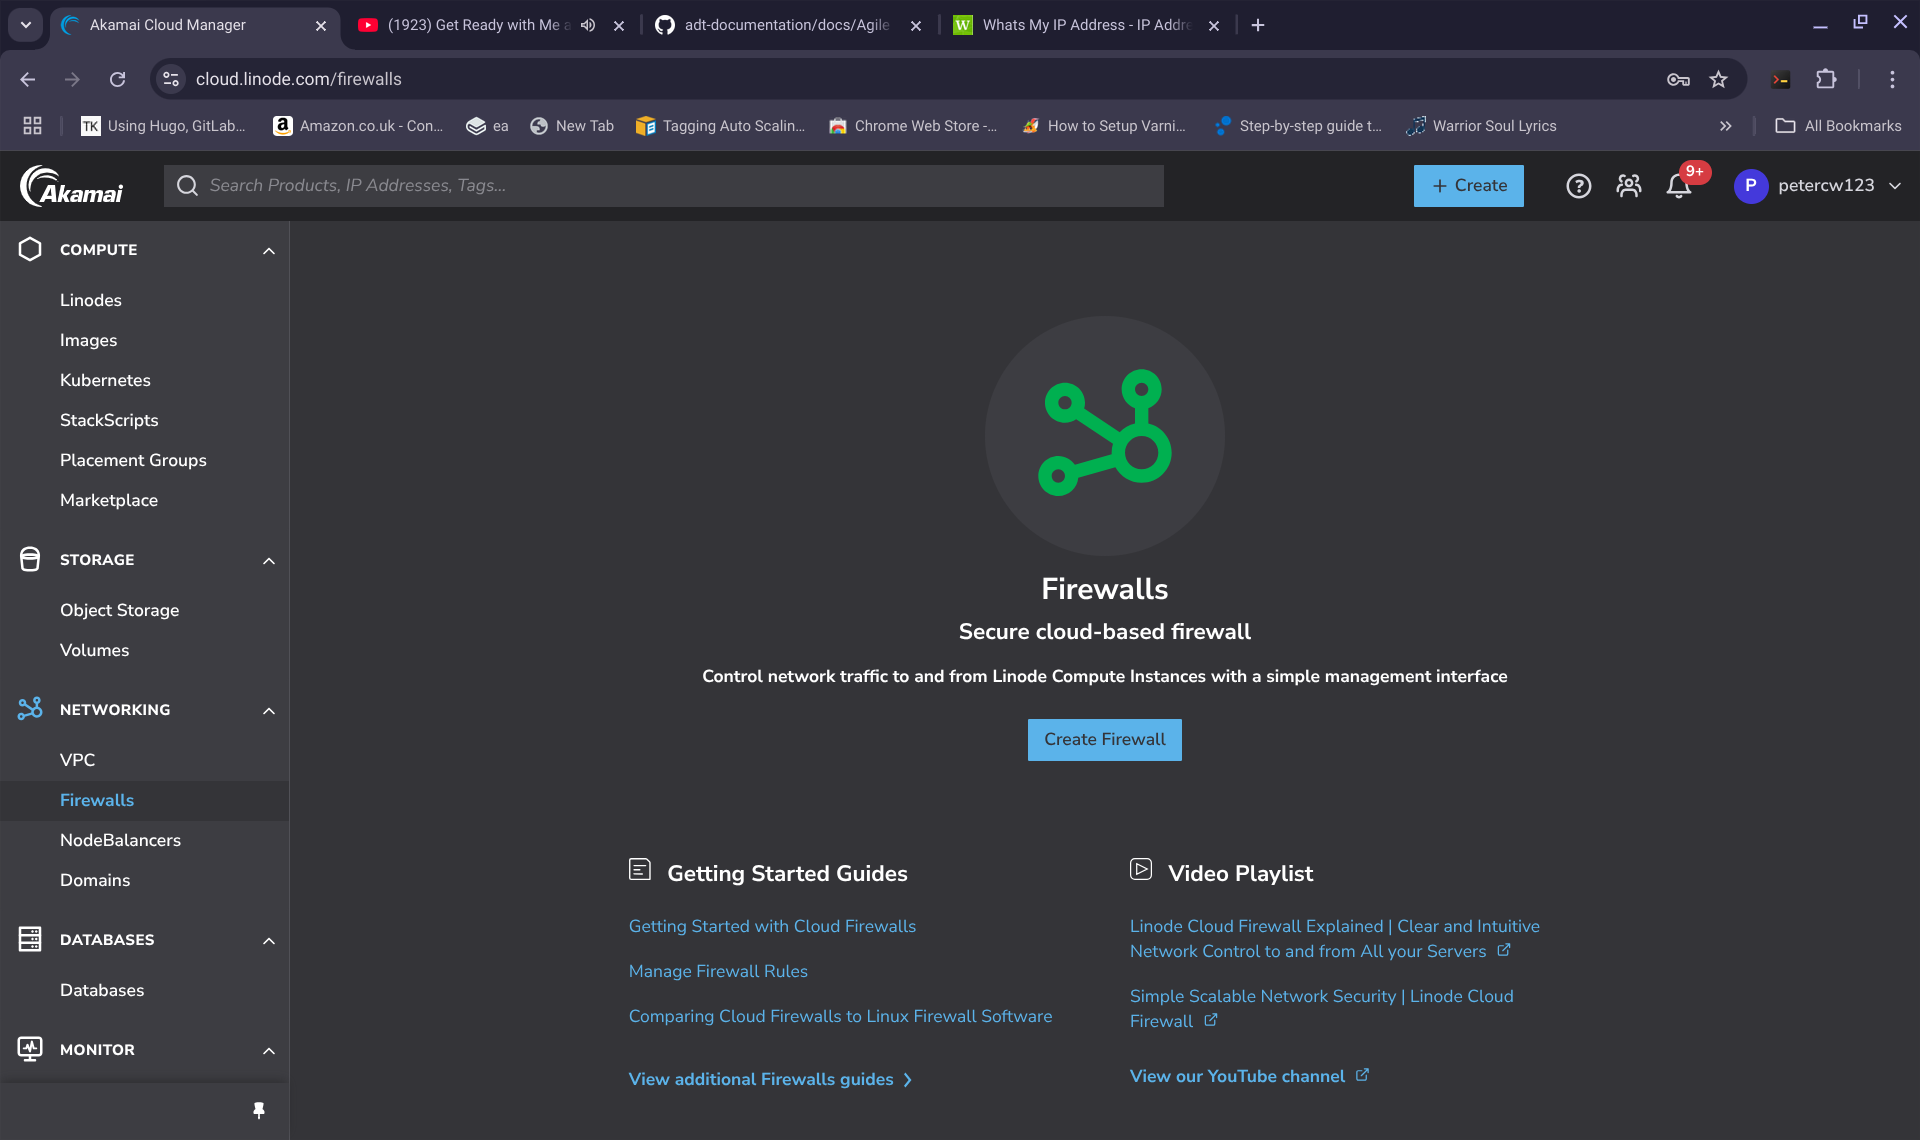 Akamai Cloud Manager
(1923) Get Ready with Me a
adt-documentation/docs/Agile
Whats My IP Address - IP Addre
cloud.linode.com/firewalls
Using Hugo, GitLab...
Amazon.co.uk - Con...
ea
New Tab
Tagging Auto Scalin...
Chrome Web Store -...
How to Setup Varni...
Step-by-step guide t...
Warrior Soul Lyrics
All Bookmarks
Akamai
Search Products, IP Addresses, Tags...
+ Create
9+
P
petercw123
COMPUTE
Linodes
Images
Kubernetes
StackScripts
Placement Groups
Marketplace
STORAGE
Object Storage
Volumes
NETWORKING
VPC
Firewalls
NodeBalancers
Domains
DATABASES
Databases
MONITOR
Firewalls
Secure cloud-based firewall
Control network traffic to and from Linode Compute Instances with a simple management interface
Create Firewall
Getting Started Guides
Getting Started with Cloud Firewalls
Manage Firewall Rules
Comparing Cloud Firewalls to Linux Firewall Software
View additional Firewalls guides
Video Playlist
Linode Cloud Firewall Explained | Clear and Intuitive
Network Control to and from All your Servers
Simple Scalable Network Security | Linode Cloud
Firewall
View our YouTube channel